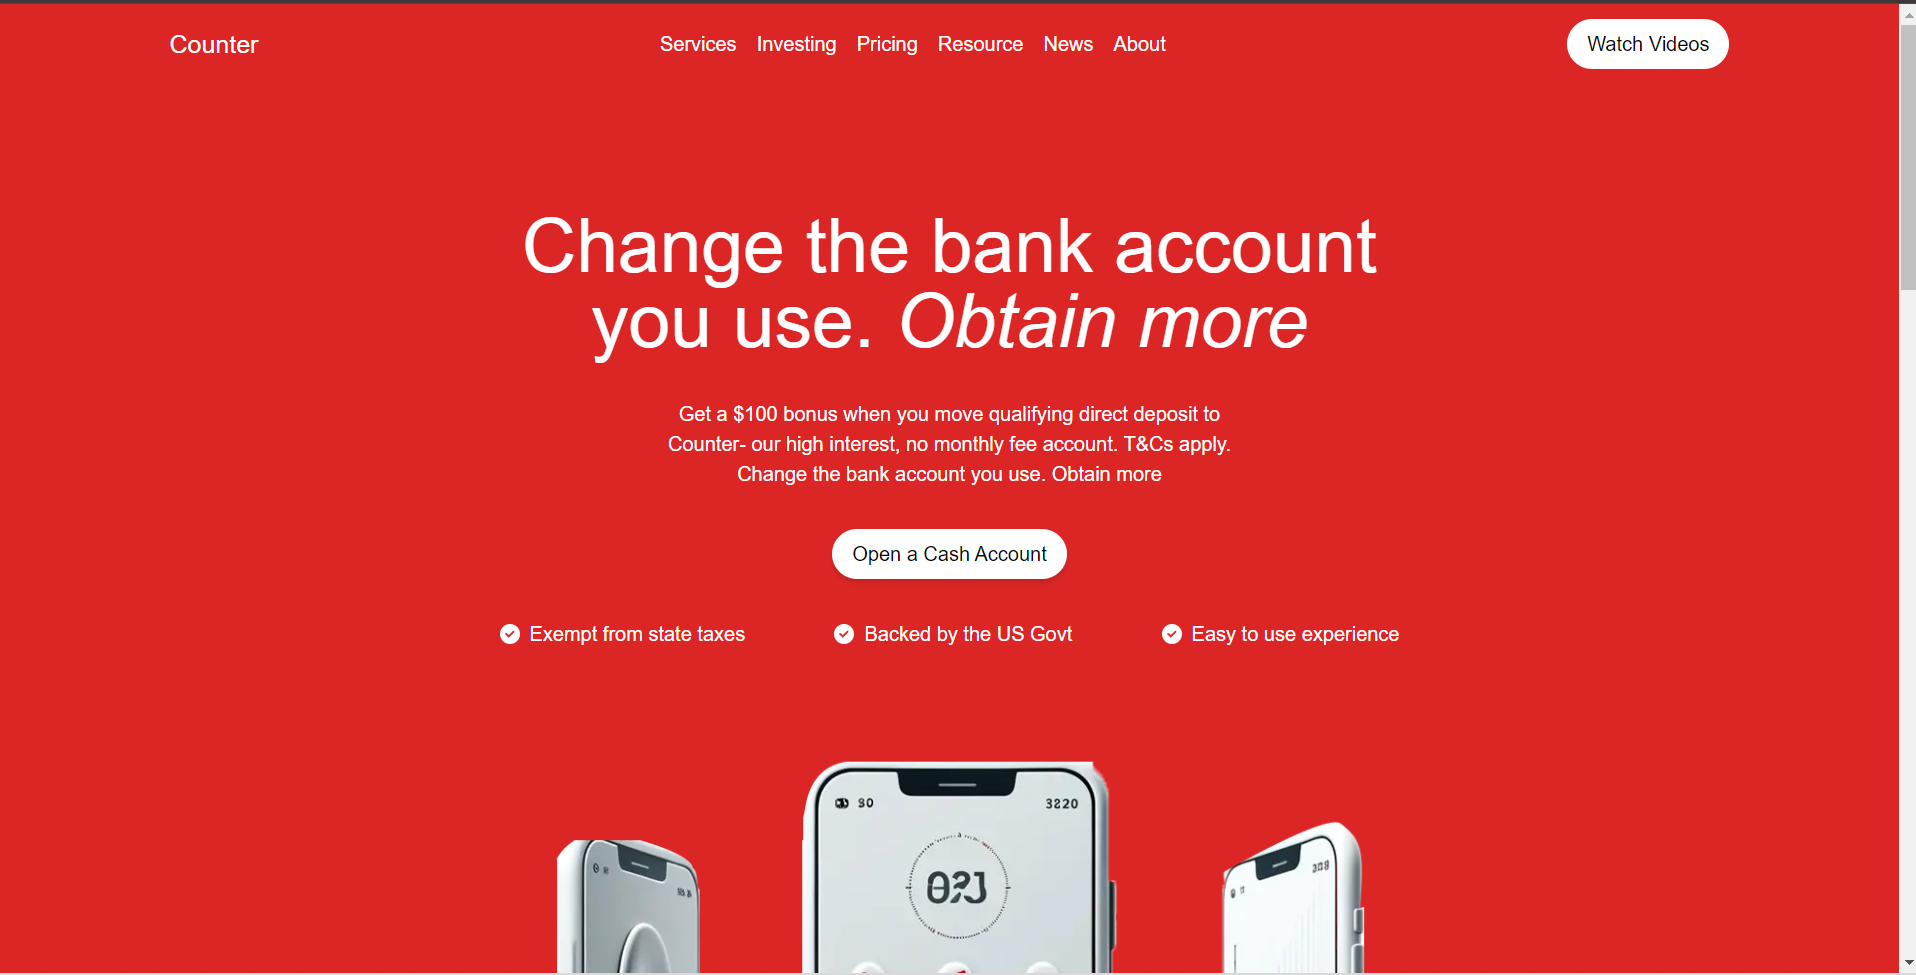 Counter
Services Investing Pricing Resource News About
Watch Videos
Change the bank account
you use. Obtain more
Get a $100 bonus when you move qualifying direct deposit to
Counter- our high interest, no monthly fee account. T&Cs apply.
Change the bank account you use. Obtain more
Open a Cash Account
Exempt from state taxes
Backed by the US Govt
Easy to use experience
3220